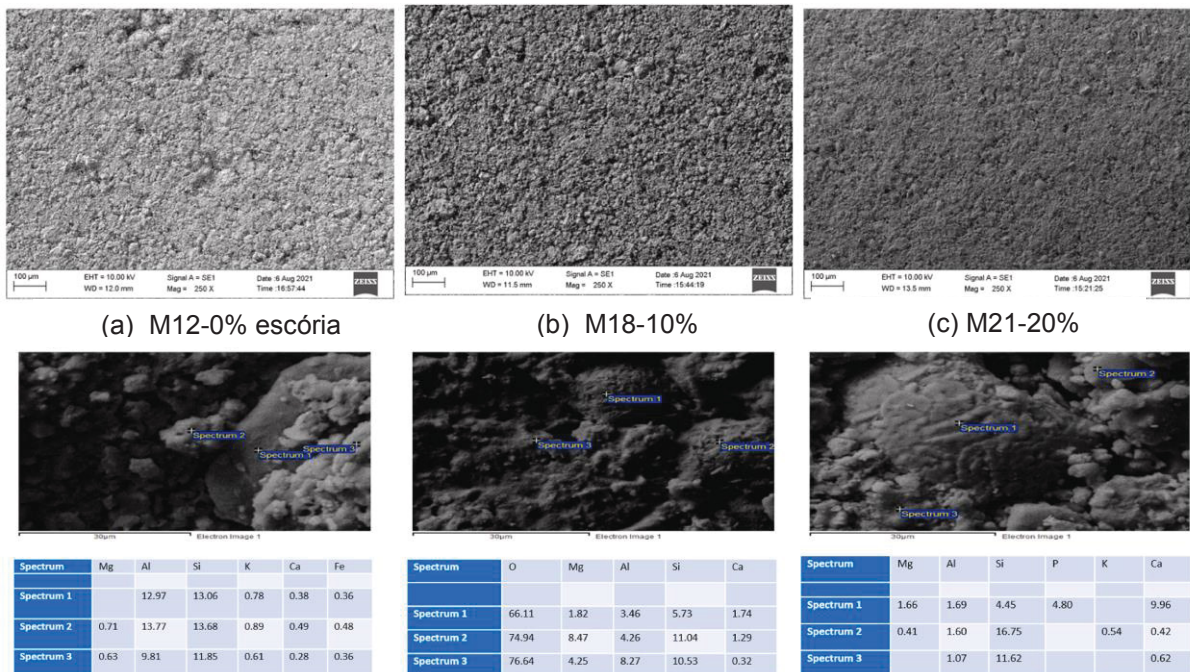 100 µm
EHT = 10.00 kV
Signal A = SE1
Date :6 Aug 2021
WD = 12.0 mm
Mag = 250 X
Time :16:57:44
ZEISS
100 µm
EHT = 10.00 kV
Signal A = SE1
Date :6 Aug 2021
WD = 11.5 mm
Mag = 250 X
Time :15:44:19
ZEISS
100 µm
EHT = 10.00 kV
Signal A = SE1
Date :6 Aug 2021
WD = 13.5 mm
Mag = 250 X
Time :15:21:25
ZEISS
(a) M12-0% escória
(b) M18-10%
(c) M21-20%
Spectrum 2
Spectrum 1
Spectrum 3
30µm
Electron Image 1
Spectrum 1
Spectrum 3
Spectrum 2
30µm
Electron Image 1
Spectrum 2
Spectrum 1
Spectrum 3
30µm
Electron Image 1
Spectrum Mg Al Si K Ca Fe
Spectrum 1 12.97 13.06 0.78 0.38 0.36
Spectrum 2 0.71 13.77 13.68 0.89 0.49 0.48
Spectrum 3 0.63 9.81 11.85 0.61 0.28 0.36
Spectrum O Mg Al Si Ca
Spectrum 1 66.11 1.82 3.46 5.73 1.74
Spectrum 2 74.94 8.47 4.26 11.04 1.29
Spectrum 3 76.64 4.25 8.27 10.53 0.32
Spectrum Mg Al Si P K Ca
Spectrum 1 1.66 1.69 4.45 4.80 9.96
Spectrum 2 0.41 1.60 16.75 0.54 0.42
Spectrum 3 1.07 11.62 0.62